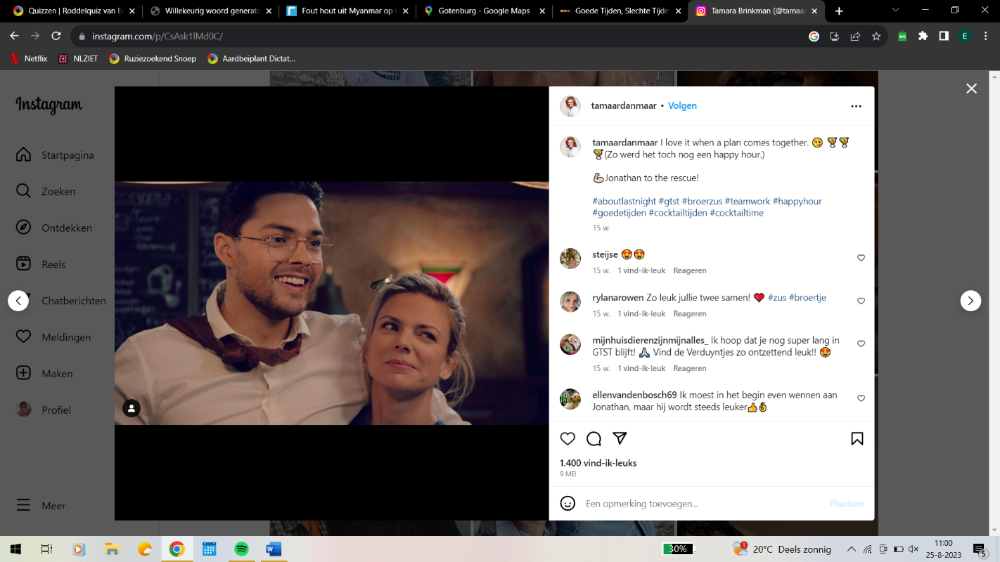 Quizzen | Roddelquiz van Ee
Willekeurig woord generato
Fout hout uit Myanmar op
Gotenburg - Google Maps
Goede Tijden, Slechte Tijde
Tamara Brinkman (@tamaar
instagram.com/p/CsAsk1lMd0C/
E
Netflix
NLZIET
Ruziezoekend Snoep
Aardbeiplant Dictat...
Instagram
Startpagina
Zoeken
Ontdekken
Reels
Chatberichten
Meldingen
Maken
Profiel
Meer
tamaardanmaar • Volgen
tamaardanmaar I love it when a plan comes together. 😏 🍹🍹
🍹(Zo werd het toch nog een happy hour.)
💪🏻Jonathan to the rescue!
#aboutlastnight #gtst #broerzus #teamwork #happyhour
#goedetijden #cocktailtijden #cocktailtime
15 w.
steijse 😍😍
15 w. 1 vind-ik-leuk Reageren
rylanarowen Zo leuk jullie twee samen! ❤️ #zus #broertje
15 w. 1 vind-ik-leuk Reageren
mijnhuisdierenzijnmijnalles_ Ik hoop dat je nog super lang in
GTST blijft! 🙏🏻 Vind de Verduyntjes zo ontzettend leuk!! 😍
15 w. 1 vind-ik-leuk Reageren
ellenvandenbosch69 Ik moest in het begin even wennen aan
Jonathan, maar hij wordt steeds leuker👍👌
1.400 vind-ik-leuks
9 MEI
Een opmerking toevoegen...
Plaatsen
30%
1
20°C Deels zonnig
11:00
25-8-2023
5